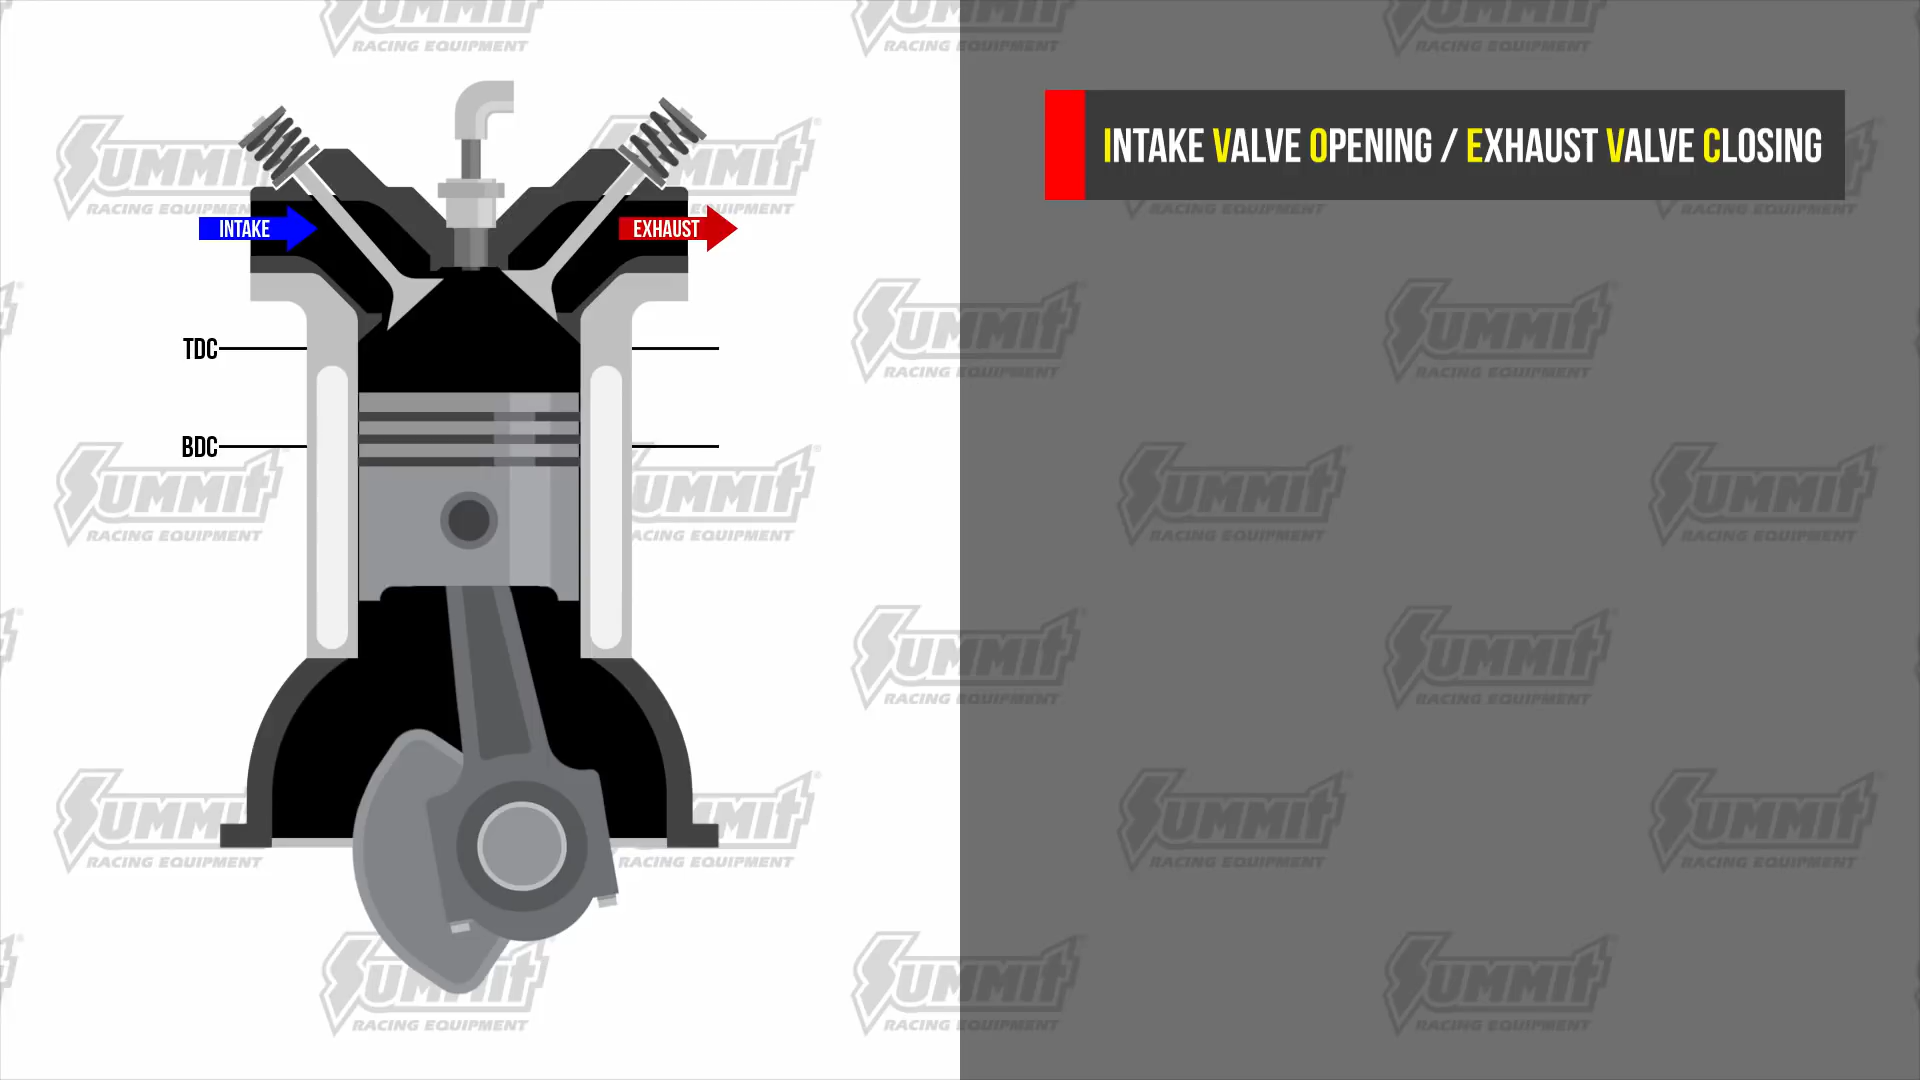 INTAKE VALVE OPENING / EXHAUST VALVE CLOSING
INTAKE
EXHAUST
TDC
BDC
SUMMIT
RACING EQUIPMENT